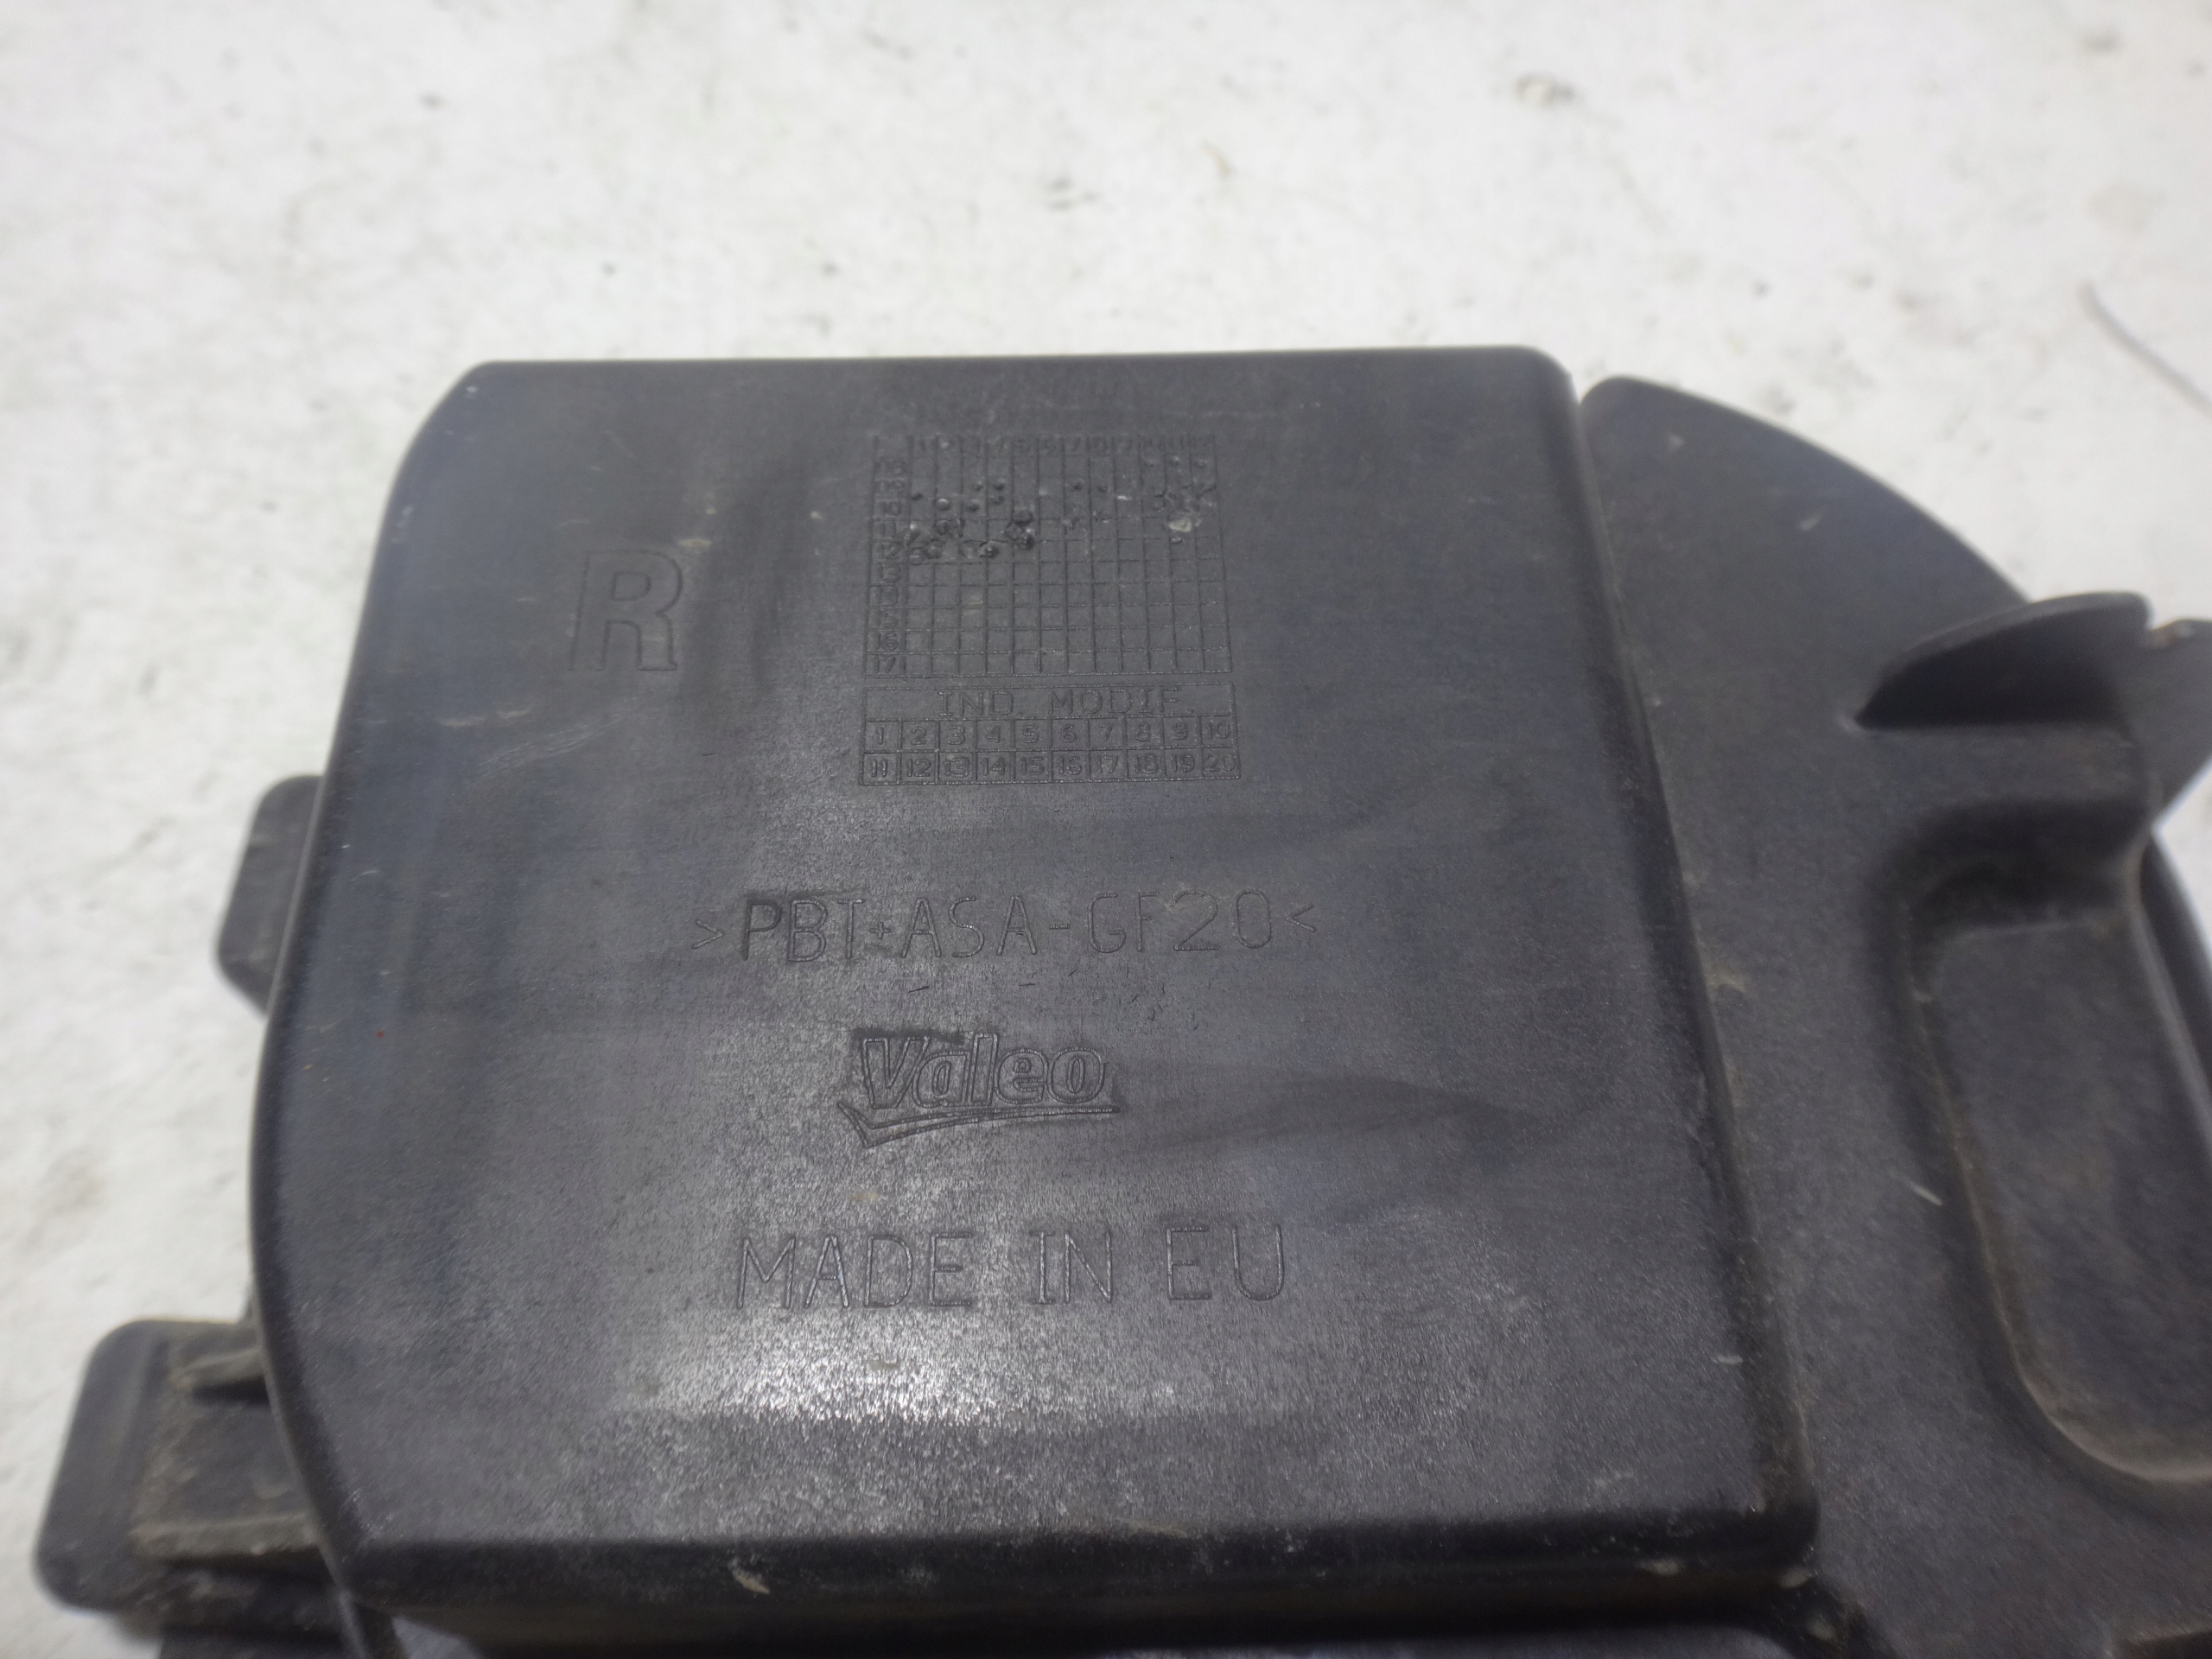 R
17
IND. MODIF.
1 2 3 4 5 6 7 8 9 10
11 12 13 14 15 16 17 18 19 20
>PBT+ASA-GF20<
Valeo
MADE IN EU